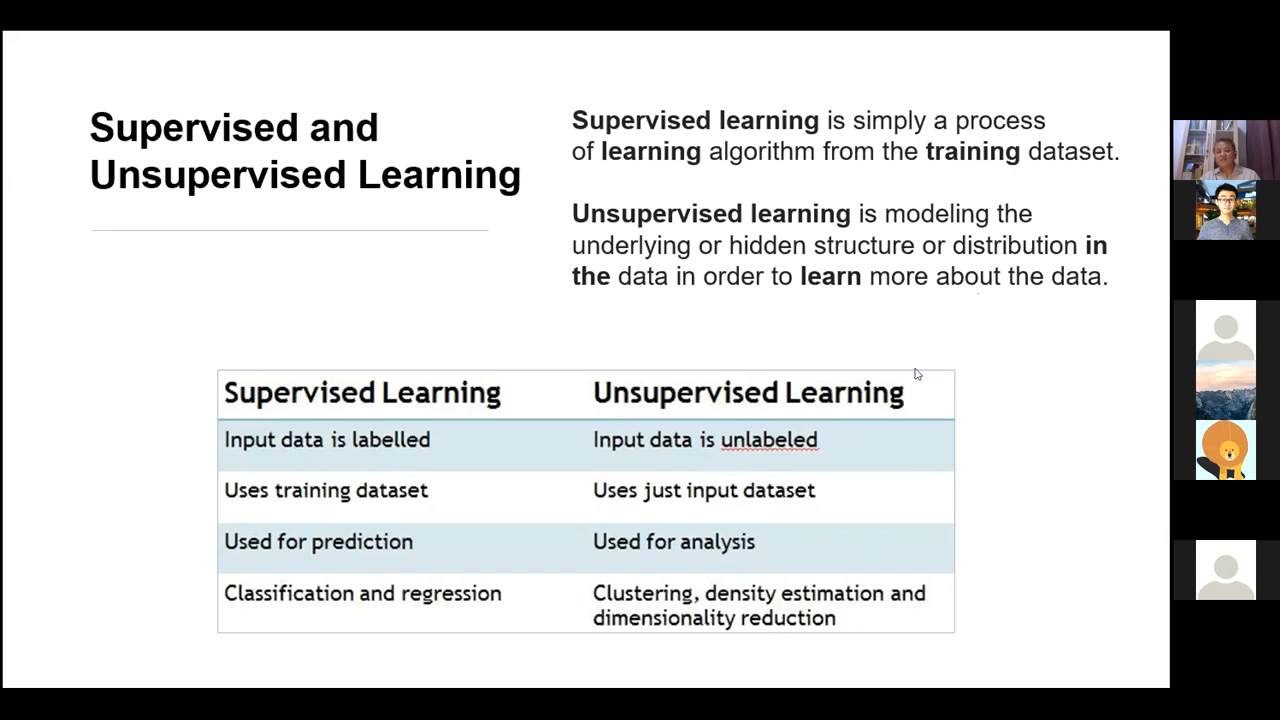 Supervised and
Unsupervised Learning
Supervised learning is simply a process
of learning algorithm from the training dataset.
Unsupervised learning is modeling the
underlying or hidden structure or distribution in
the data in order to learn more about the data.
Supervised Learning
Unsupervised Learning
Input data is labelled
Input data is unlabeled
Uses training dataset
Uses just input dataset
Used for prediction
Used for analysis
Classification and regression
Clustering, density estimation and
dimensionality reduction